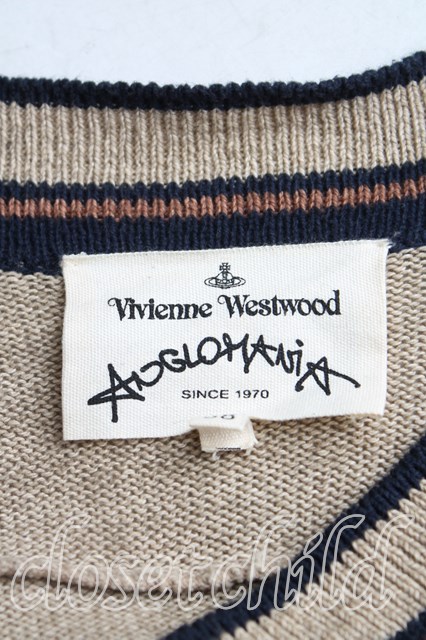 Vivienne Westwood
ANGLOMANIA
SINCE 1970
closet child